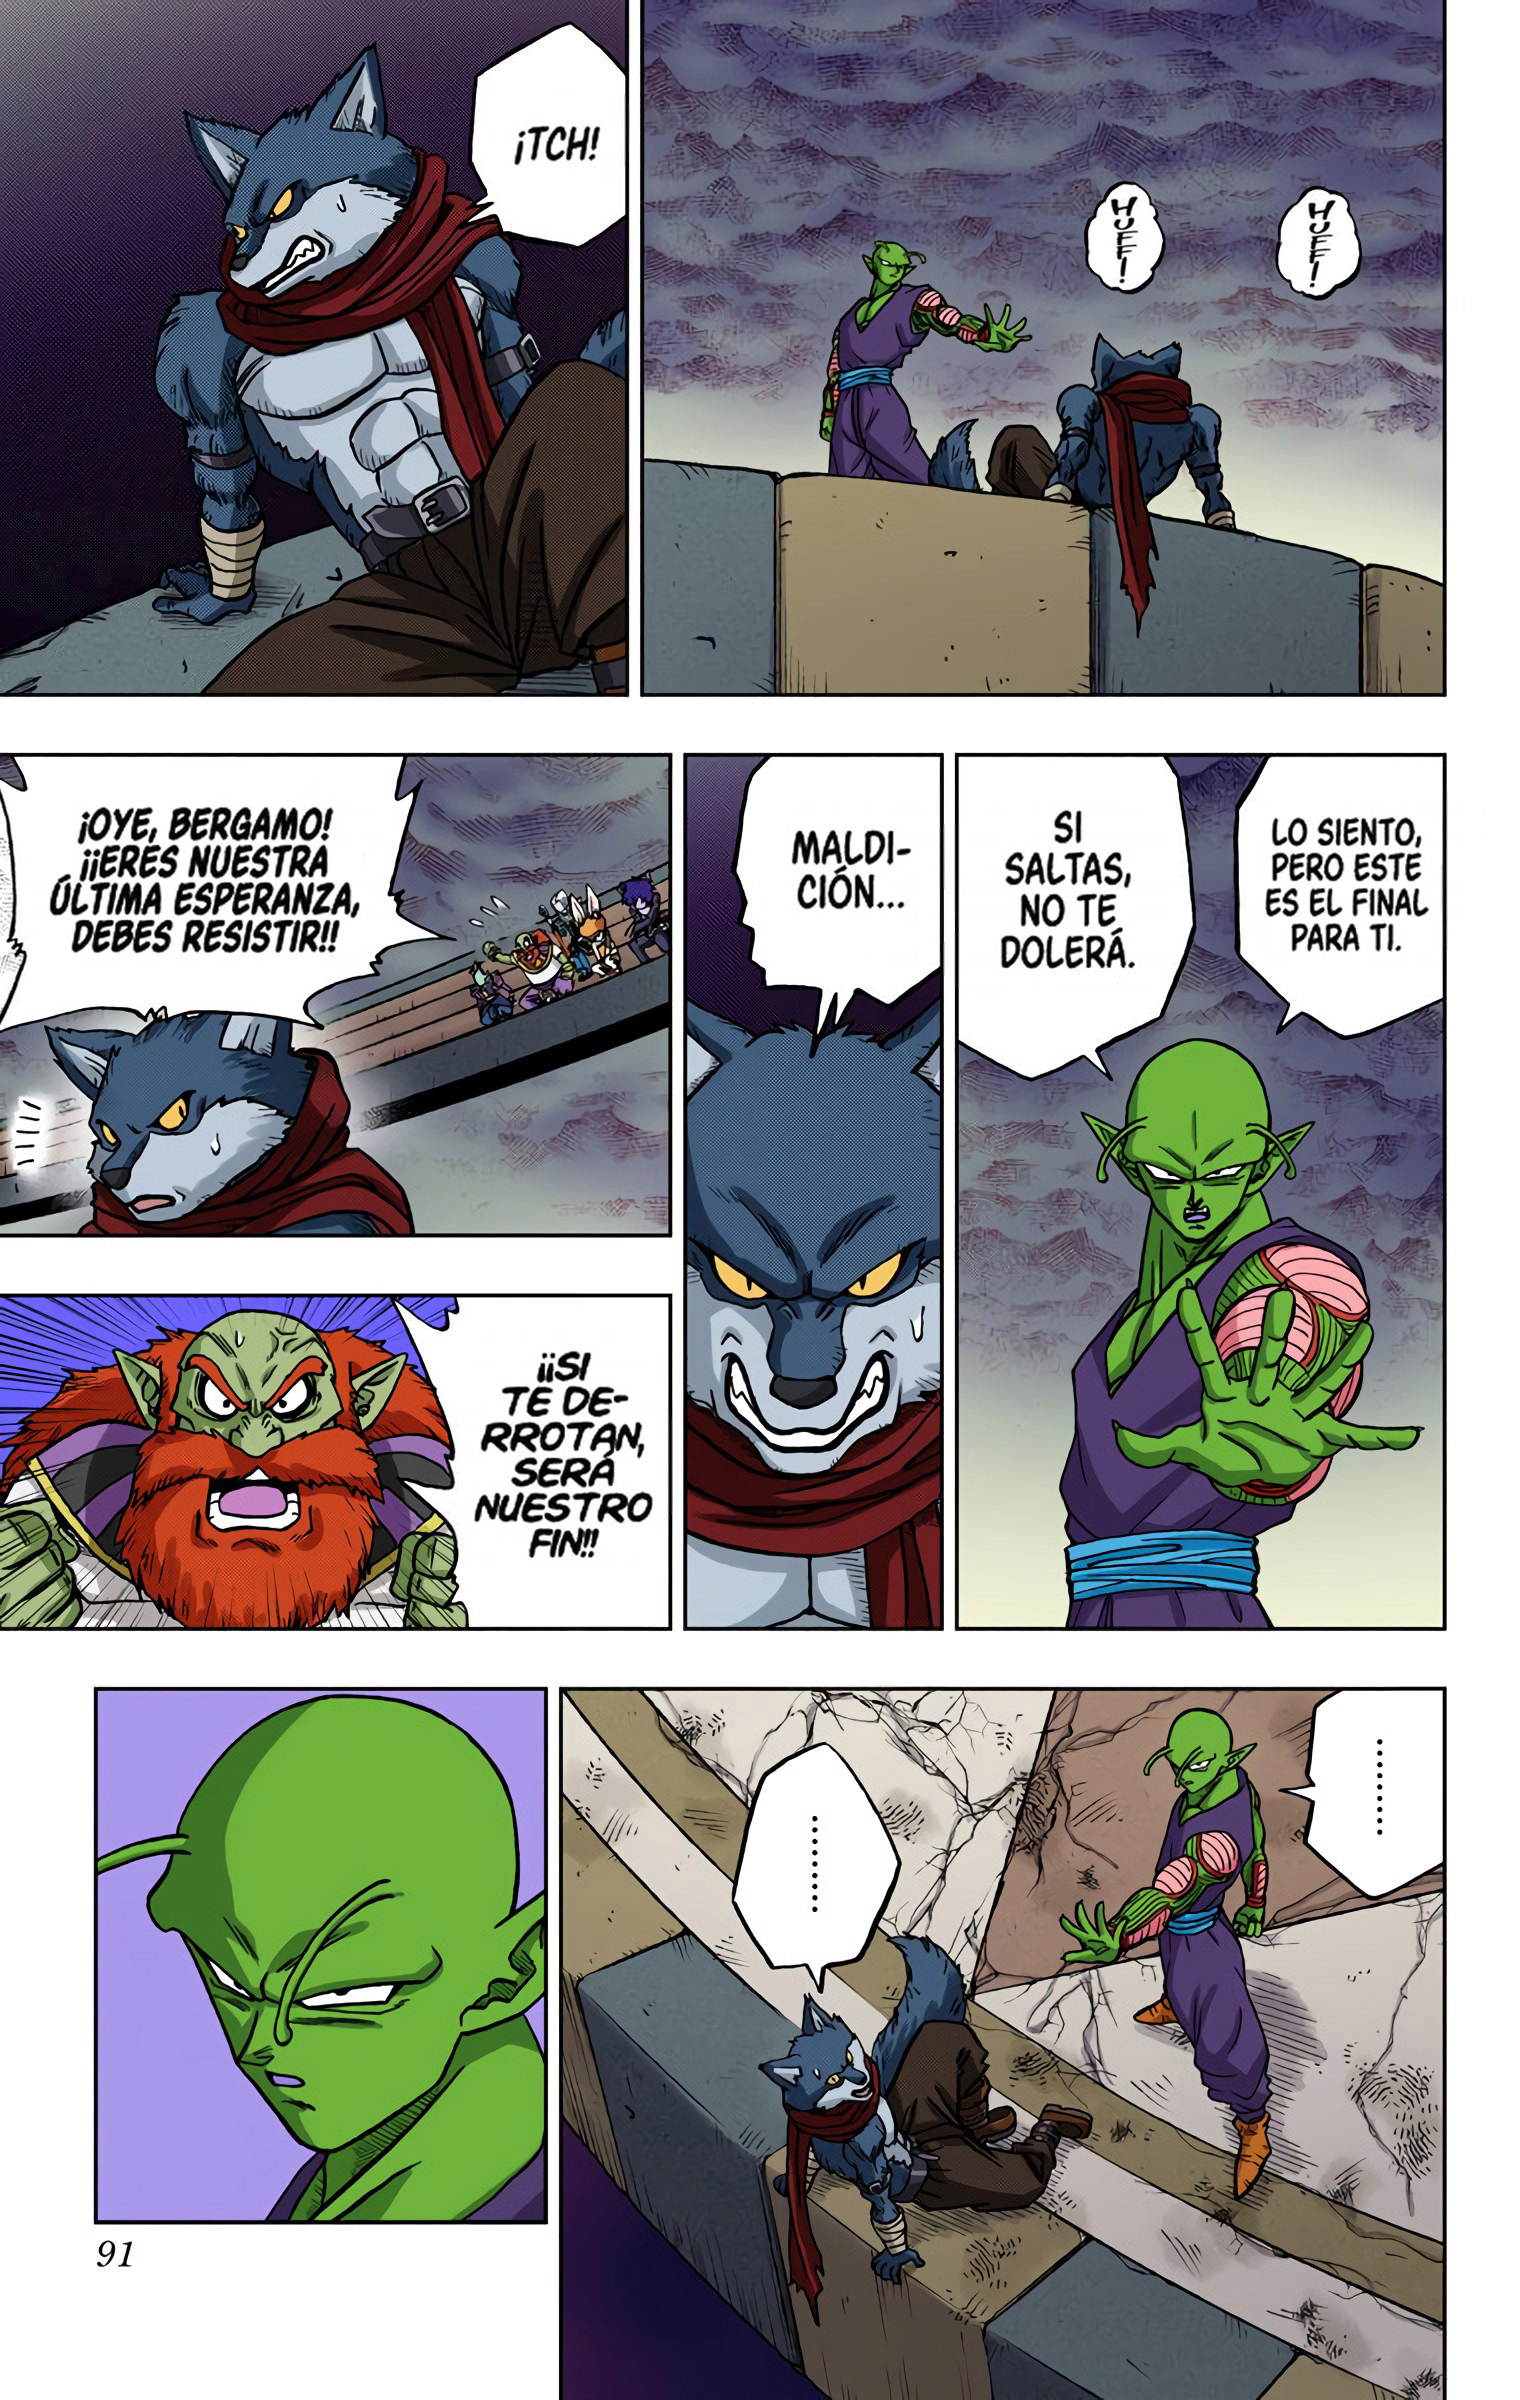 HUFF!
HUFF!
¡TCH!
LO SIENTO,
PERO ESTE
ES EL FINAL
PARA TI.
SI
SALTAS,
NO TE
DOLERÁ.
MALDI-
CIÓN...
¡OYE, BERGAMO!
¡¡ERES NUESTRA
ÚLTIMA ESPERANZA,
DEBES RESISTIR!!
¡¡SI
TE DE-
RROTAN,
SERÁ
NUESTRO
FIN!!
.........
.........
91